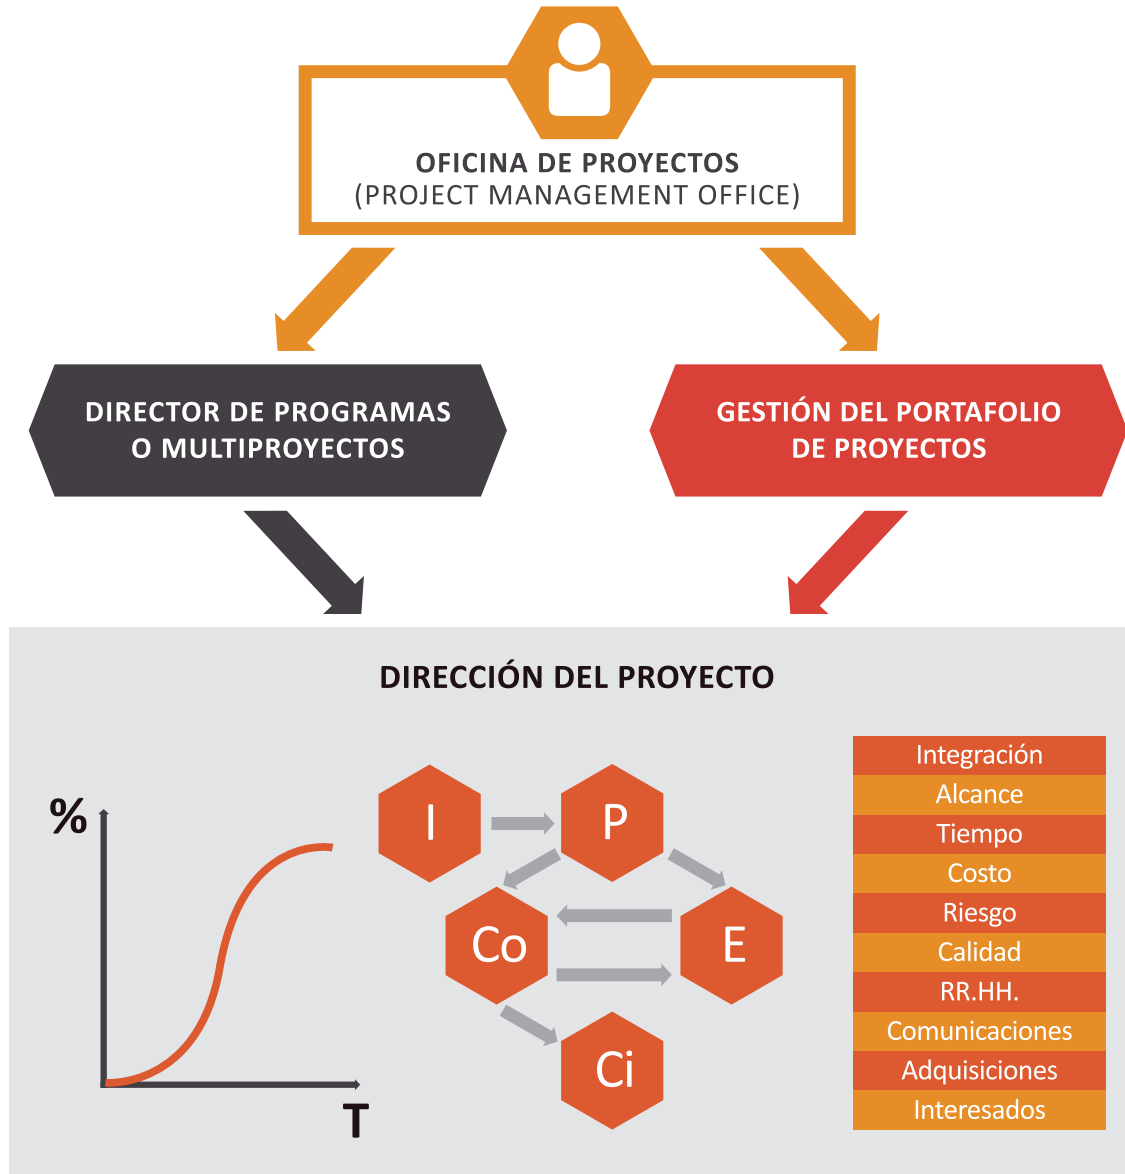 OFICINA DE PROYECTOS
(PROJECT MANAGEMENT OFFICE)
DIRECTOR DE PROGRAMAS
O MULTIPROYECTOS
GESTIÓN DEL PORTAFOLIO
DE PROYECTOS
DIRECCIÓN DEL PROYECTO
%
T
I
P
Co
E
Ci
Integración
Alcance
Tiempo
Costo
Riesgo
Calidad
RR.HH.
Comunicaciones
Adquisiciones
Interesados